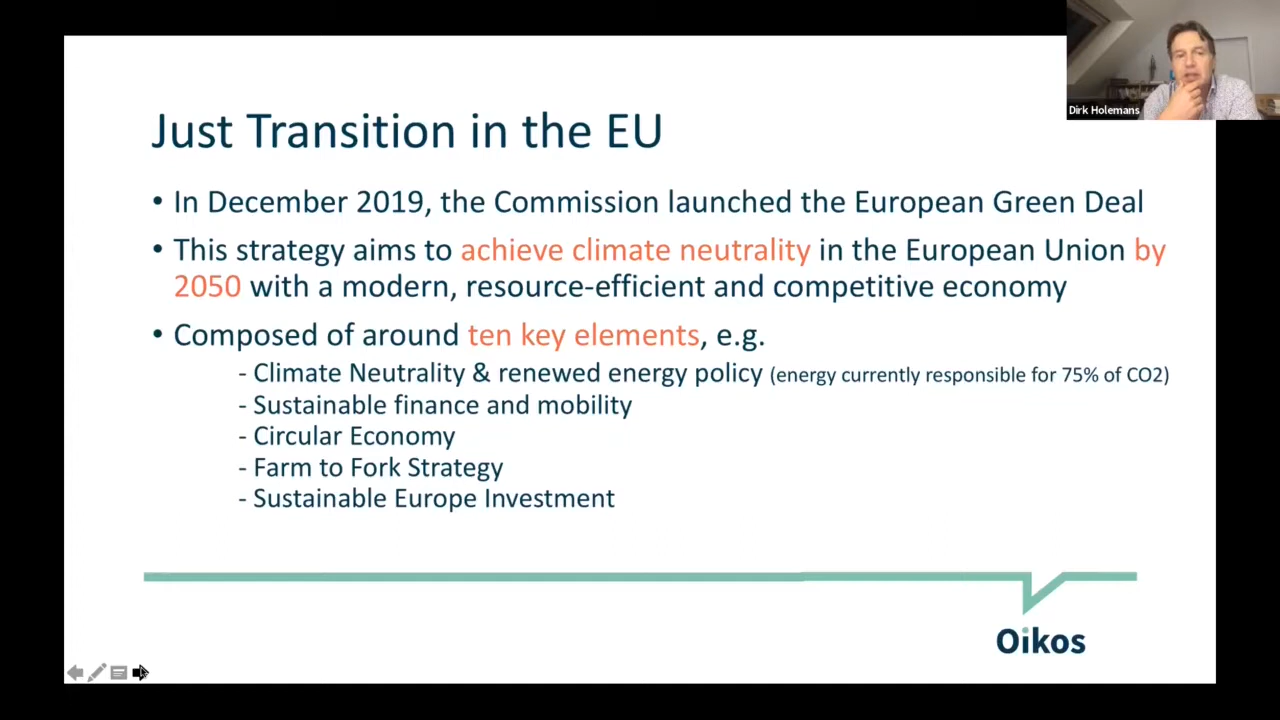 Dirk Holemans
Just Transition in the EU
• In December 2019, the Commission launched the European Green Deal
• This strategy aims to achieve climate neutrality in the European Union by
2050 with a modern, resource-efficient and competitive economy
• Composed of around ten key elements, e.g.
- Climate Neutrality & renewed energy policy (energy currently responsible for 75% of CO2)
- Sustainable finance and mobility
- Circular Economy
- Farm to Fork Strategy
- Sustainable Europe Investment
Oikos